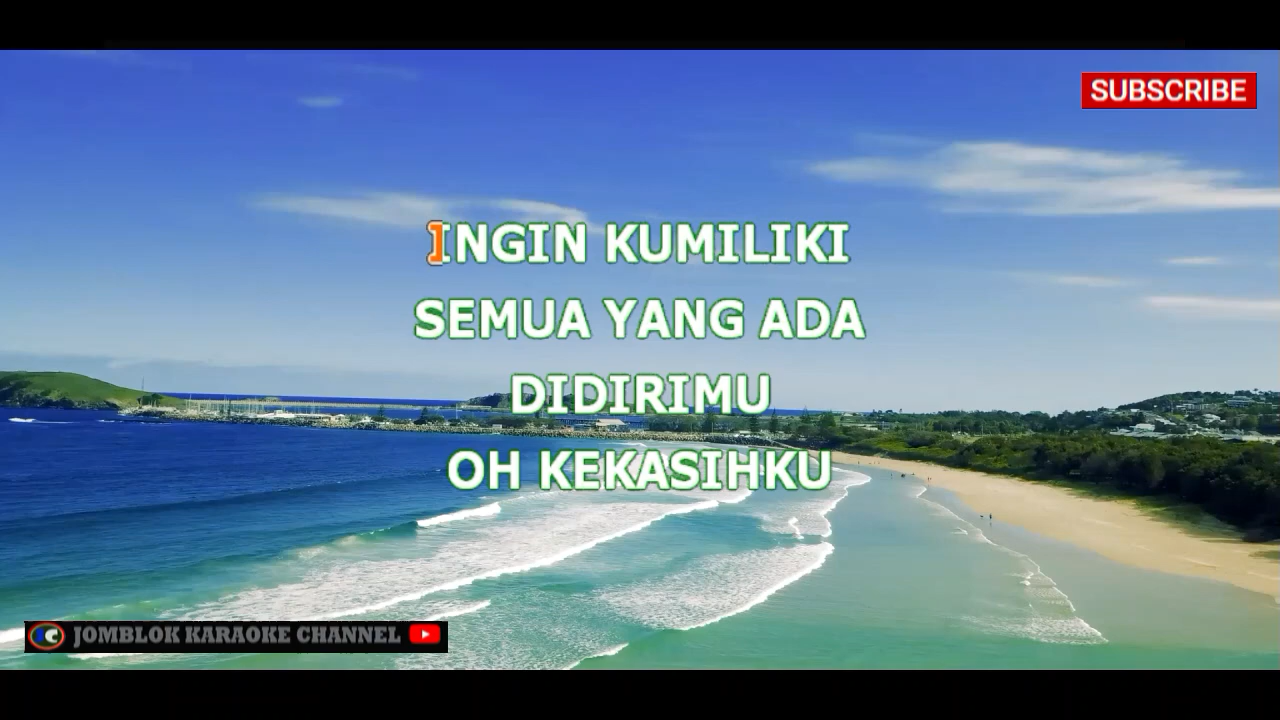 SUBSCRIBE
INGIN KUMILIKI
SEMUA YANG ADA
DIDIRIMU
OH KEKASIHKU
JOMBLOK KARAOKE CHANNEL